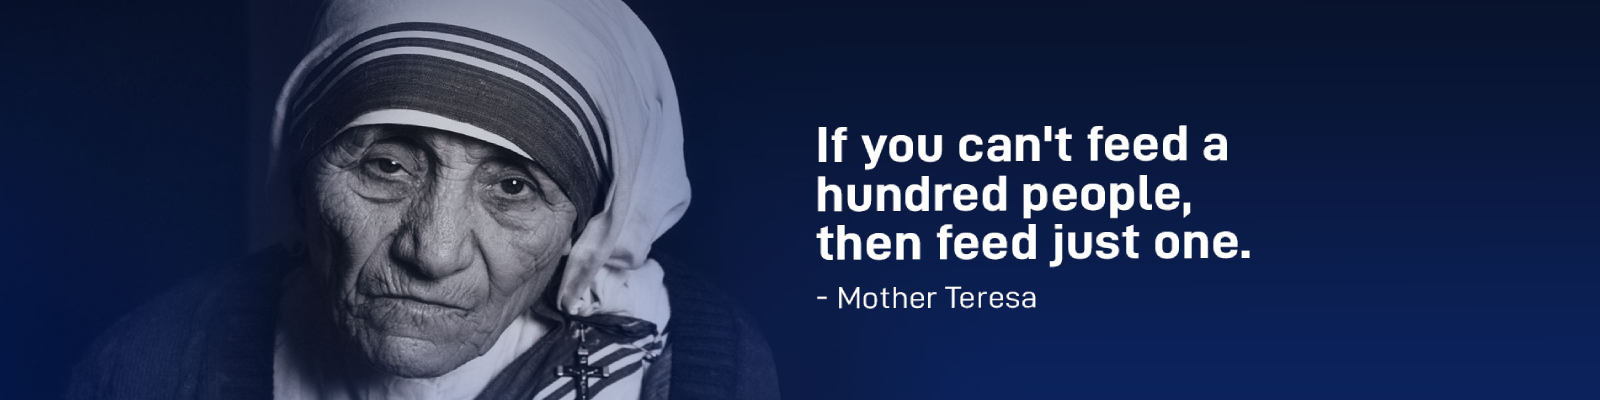 If you can't feed a
hundred people,
then feed just one.
- Mother Teresa